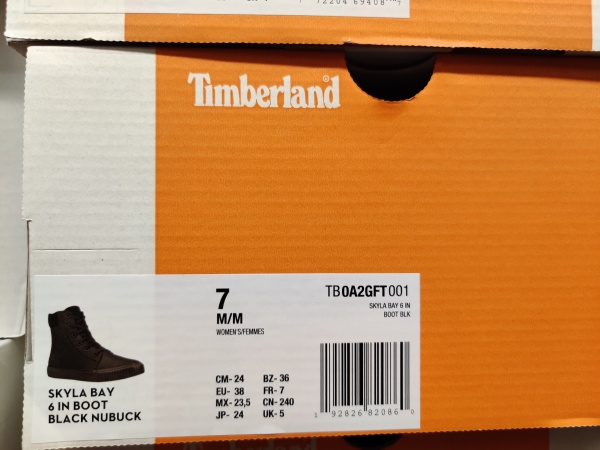 72204 69408
Timberland
7
M/M
WOMEN'S/FEMMES
TB0A2GFT001
SKYLA BAY 6 IN
BOOT BLK
SKYLA BAY
6 IN BOOT
BLACK NUBUCK
CM- 24 BZ- 36
EU- 38 FR- 7
MX- 23,5 CN- 240
JP- 24 UK- 5
1 92826 82086 0